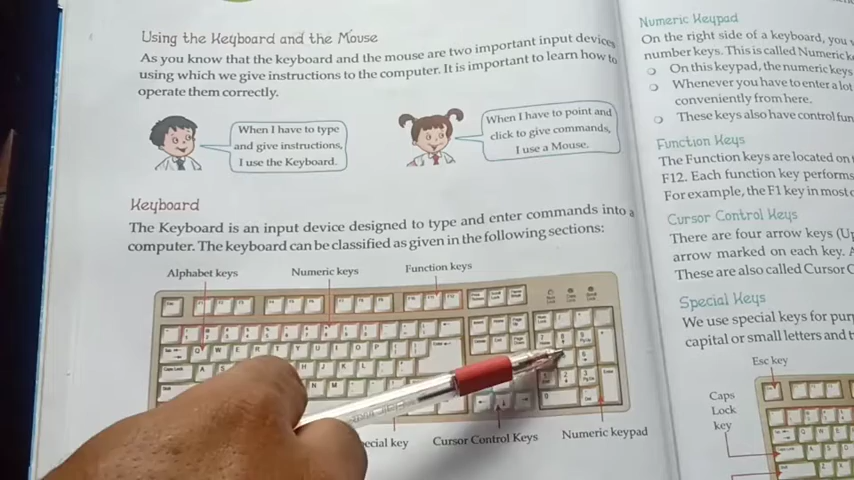 Using the Keyboard and the Mouse
As you know that the keyboard and the mouse are two important input devices
using which we give instructions to the computer. It is important to learn how to
operate them correctly.
When I have to type
and give instructions,
I use the Keyboard.
When I have to point and
click to give commands,
I use a Mouse.
Keyboard
The Keyboard is an input device designed to type and enter commands into a
computer. The keyboard can be classified as given in the following sections:
Alphabet keys
Numeric keys
Function keys
Cursor Control Keys
Numeric keypad
Numeric Keypad
On the right side of a keyboard, you
number keys. This is called Numeric
On this keypad, the numeric keys
Whenever you have to enter a lot
conveniently from here.
These keys also have control fun
Function Keys
The Function keys are located on
F12. Each function key performs
For example, the F1 key in most
Cursor Control Keys
There are four arrow keys (Up
arrow marked on each key.
These are also called Cursor
Special Keys
We use special keys for
capital or small letters and
Esc key
Caps
Lock
key